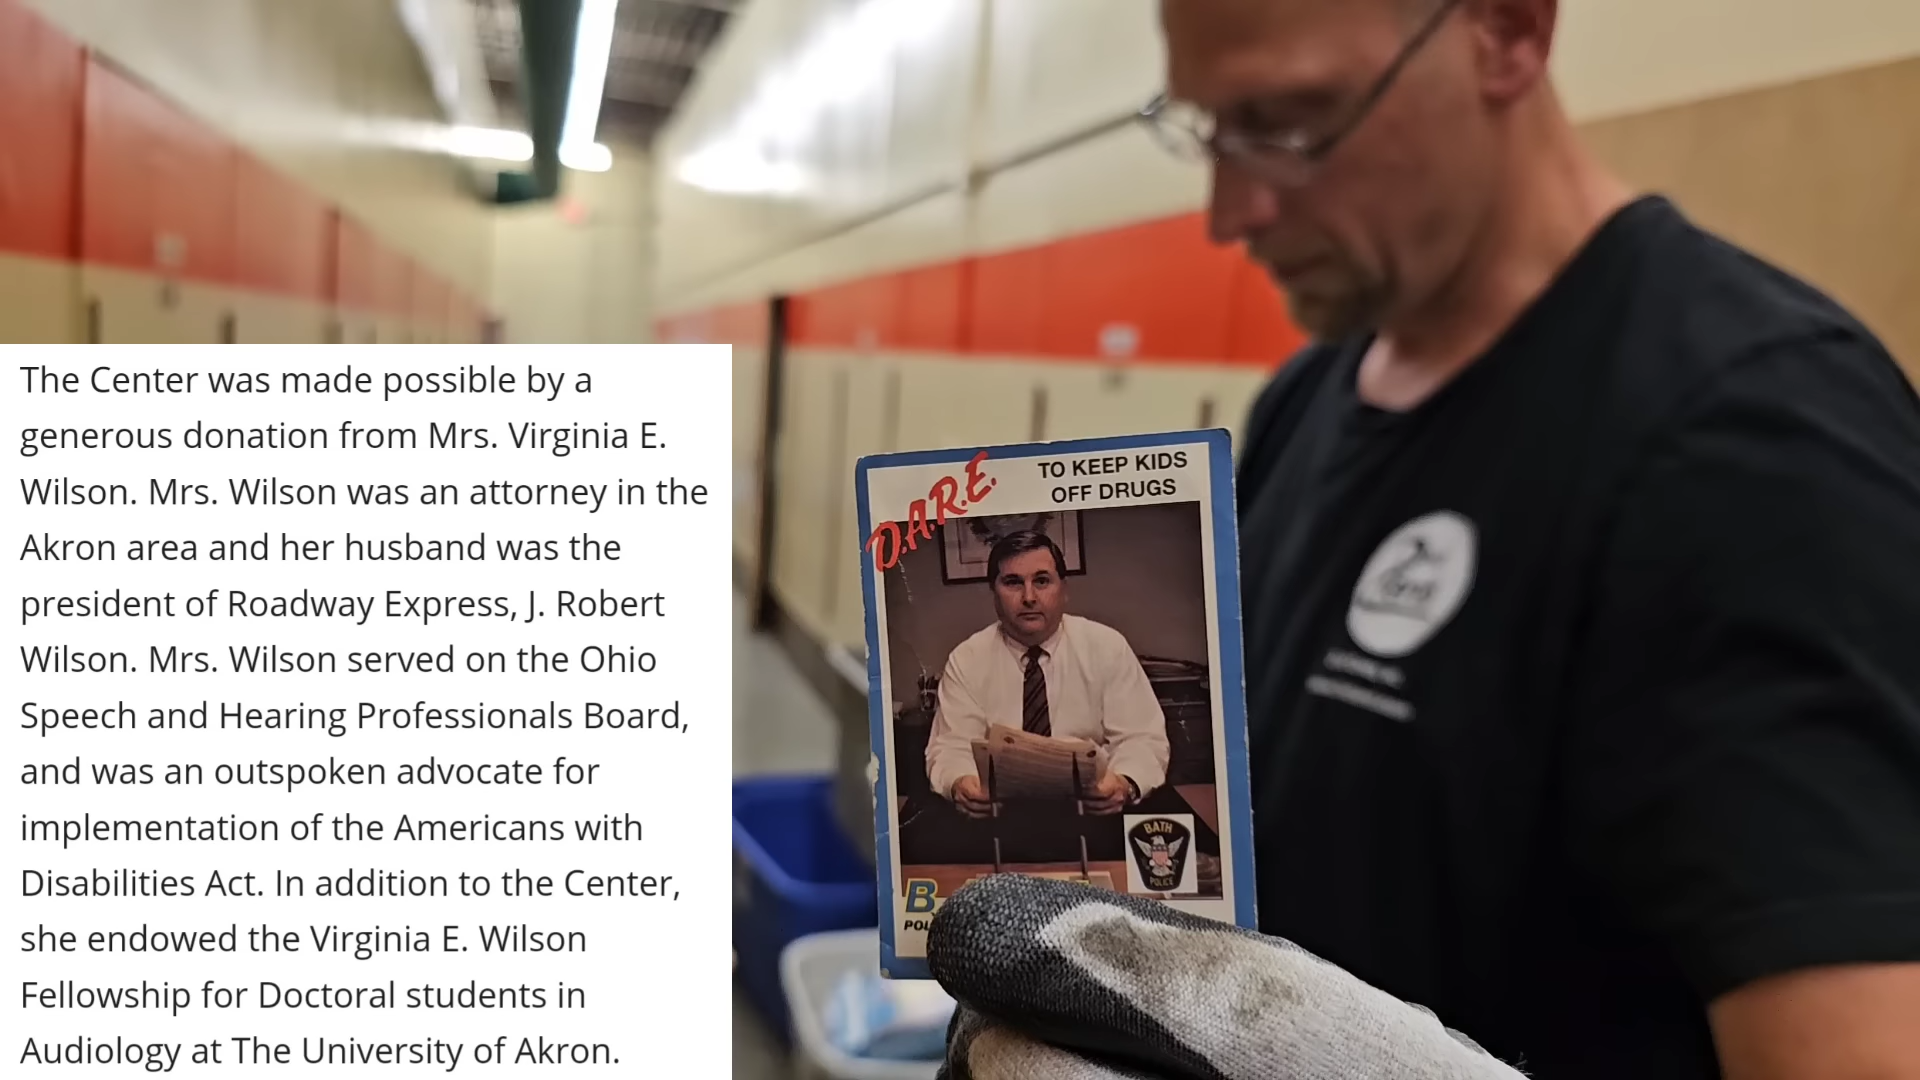 The Center was made possible by a
generous donation from Mrs. Virginia E.
Wilson. Mrs. Wilson was an attorney in the
Akron area and her husband was the
president of Roadway Express, J. Robert
Wilson. Mrs. Wilson served on the Ohio
Speech and Hearing Professionals Board,
and was an outspoken advocate for
implementation of the Americans with
Disabilities Act. In addition to the Center,
she endowed the Virginia E. Wilson
Fellowship for Doctoral students in
Audiology at The University of Akron.
D.A.R.E.
TO KEEP KIDS
OFF DRUGS
BATH
POLICE